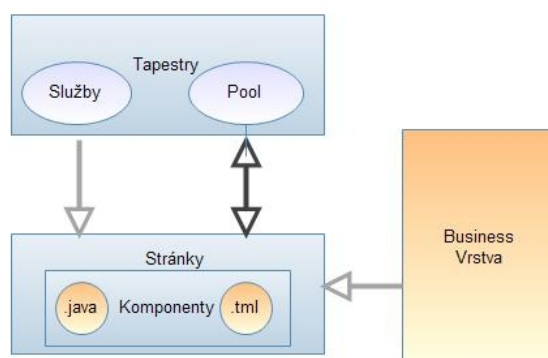 Tapestry
Služby
Pool
Stránky
.java
Komponenty
.tml
Business
Vrstva